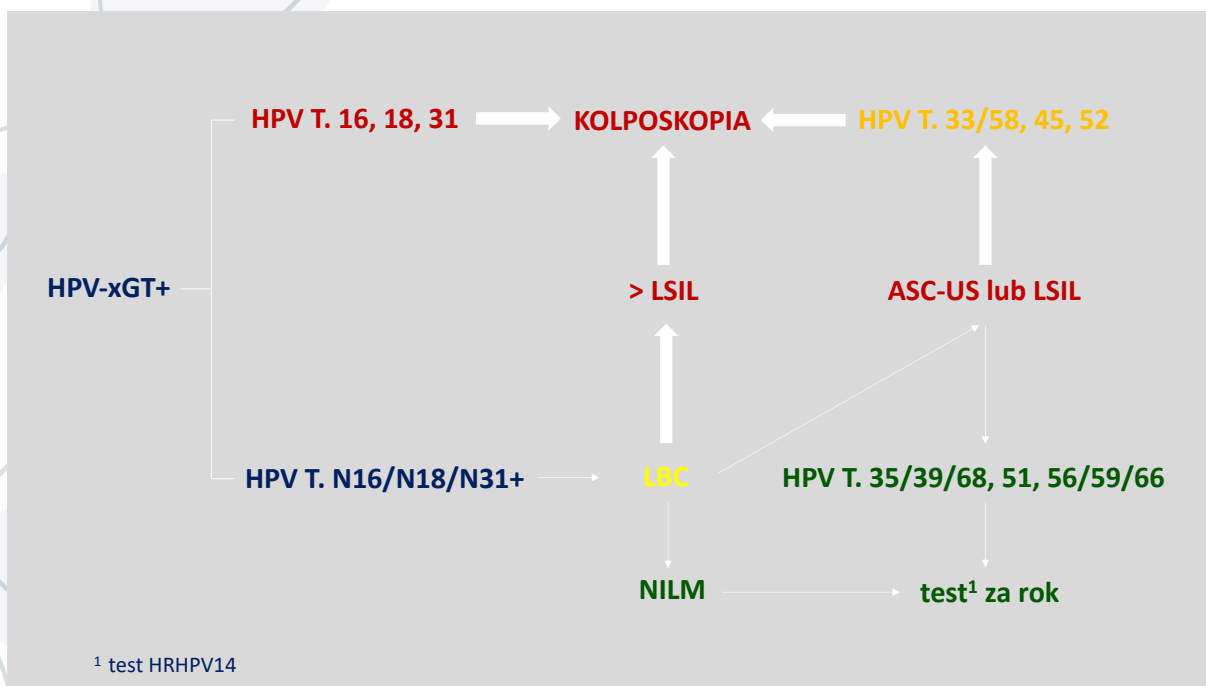 HPV T. 16, 18, 31
KOLPOSKOPIA
HPV T. 33/58, 45, 52
HPV-xGT+
> LSIL
ASC-US lub LSIL
HPV T. N16/N18/N31+
LBC
HPV T. 35/39/68, 51, 56/59/66
NILM
test¹ za rok
¹ test HRHPV14